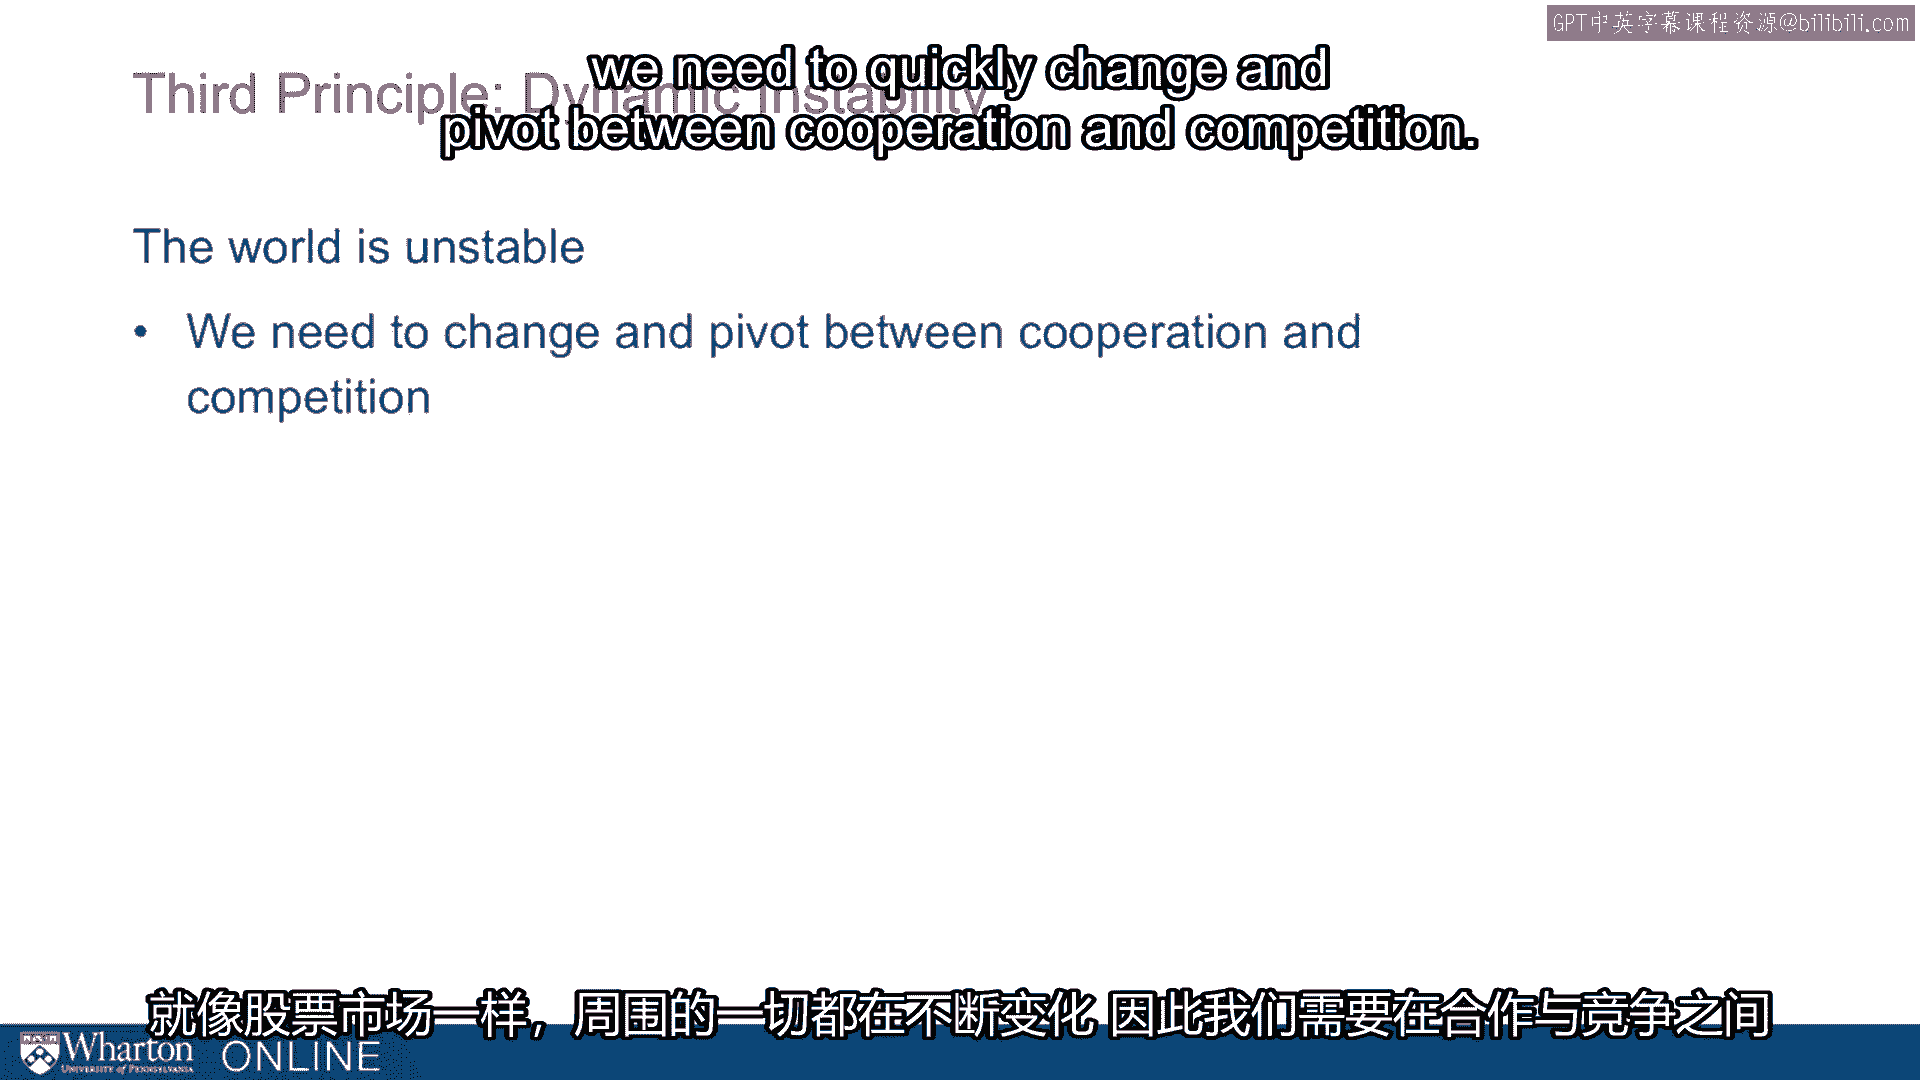 GPT中英字幕课程资源@bilibili.com
we need to quickly change and
Third Principle: Dynamic Instability
pivot between cooperation and competition.
The world is unstable
• We need to change and pivot between cooperation and
competition
就像股票市场一样，周围的一切都在不断变化 因此我们需要在合作与竞争之间
Wharton ONLINE
UNIVERSITY of PENNSYLVANIA